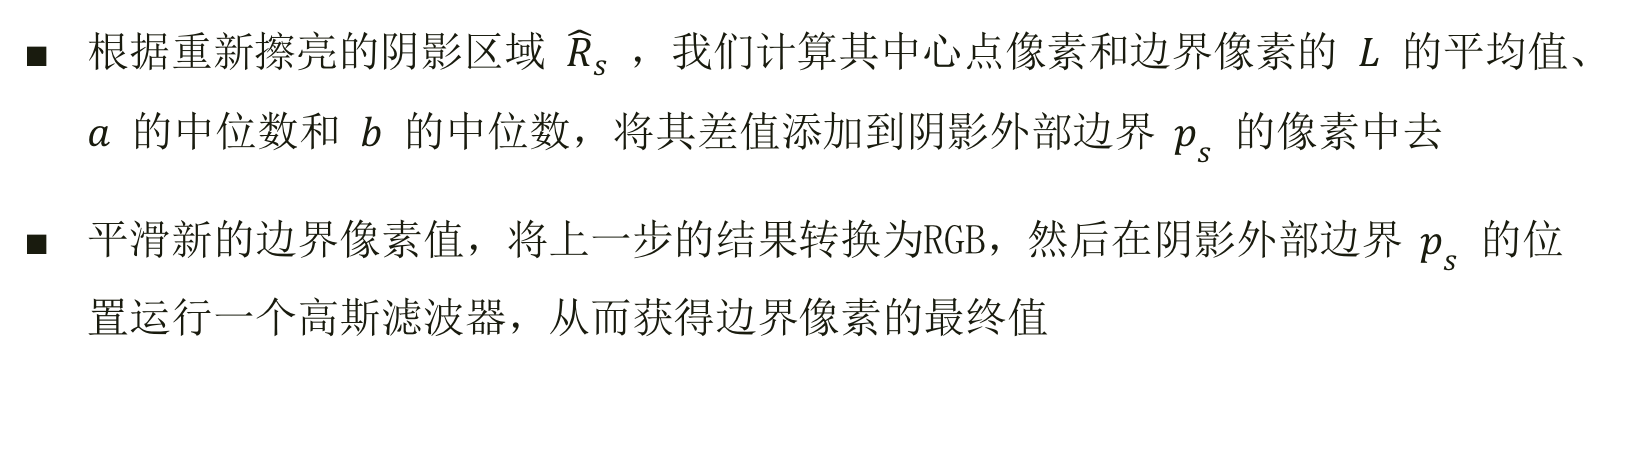 ■ 根据重新擦亮的阴影区域 R̂ₛ ，我们计算其中心点像素和边界像素的 L 的平均值、
a 的中位数和 b 的中位数，将其差值添加到阴影外部边界 pₛ 的像素中去
■ 平滑新的边界像素值，将上一步的结果转换为RGB，然后在阴影外部边界 pₛ 的位
置运行一个高斯滤波器，从而获得边界像素的最终值